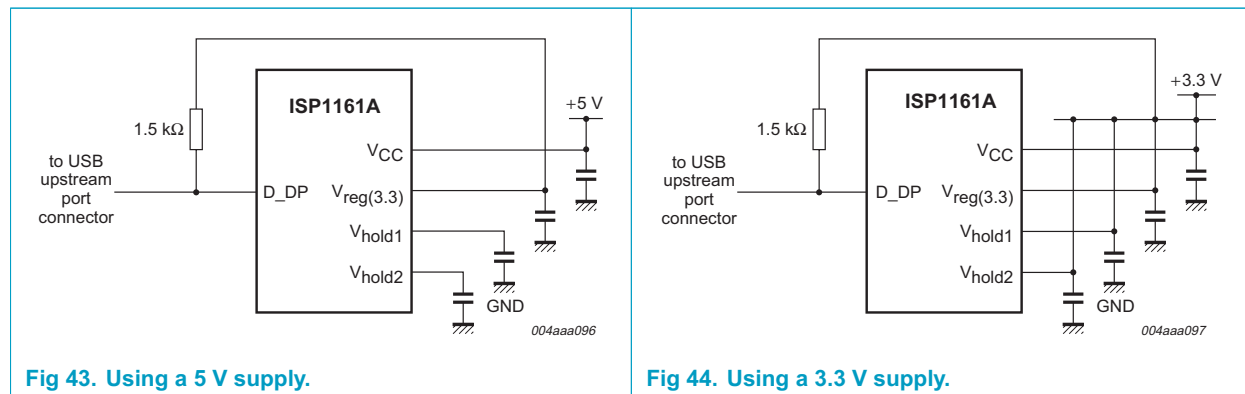 ISP1161A
+5 V
1.5 kΩ
VCC
to USB
upstream
port
connector
D_DP
Vreg(3.3)
Vhold1
Vhold2
GND
004aaa096
Fig 43. Using a 5 V supply.
ISP1161A
+3.3 V
1.5 kΩ
VCC
to USB
upstream
port
connector
D_DP
Vreg(3.3)
Vhold1
Vhold2
GND
004aaa097
Fig 44. Using a 3.3 V supply.